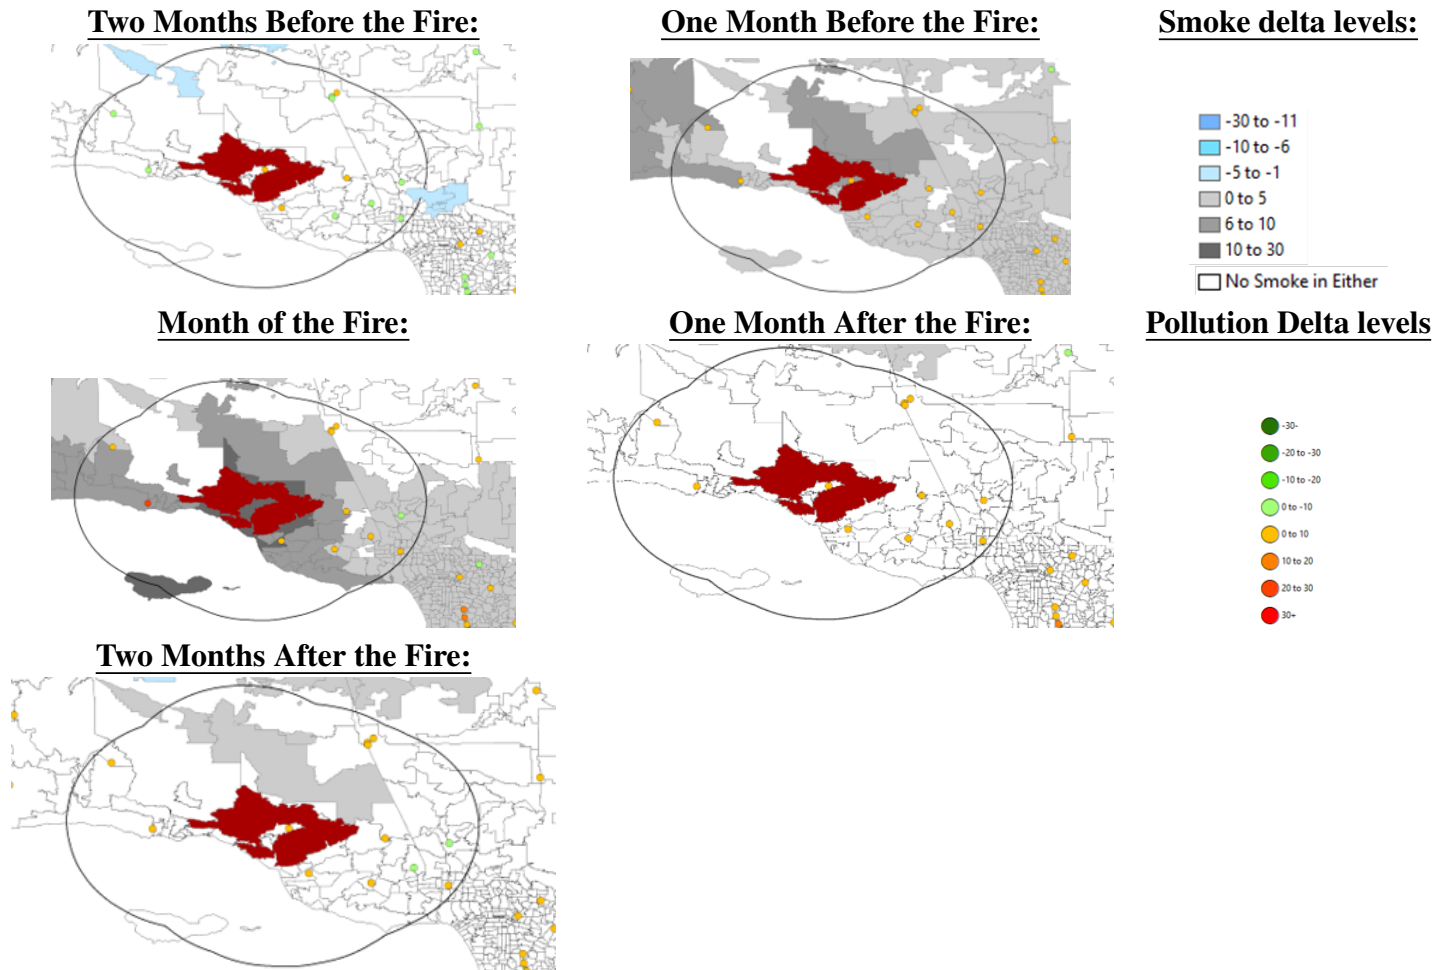 Two Months Before the Fire:
One Month Before the Fire:
Smoke delta levels:
-30 to -11
-10 to -6
-5 to -1
0 to 5
6 to 10
10 to 30
No Smoke in Either
Month of the Fire:
One Month After the Fire:
Pollution Delta levels
-30-
-20 to -30
-10 to -20
0 to -10
0 to 10
10 to 20
20 to 30
30+
Two Months After the Fire: